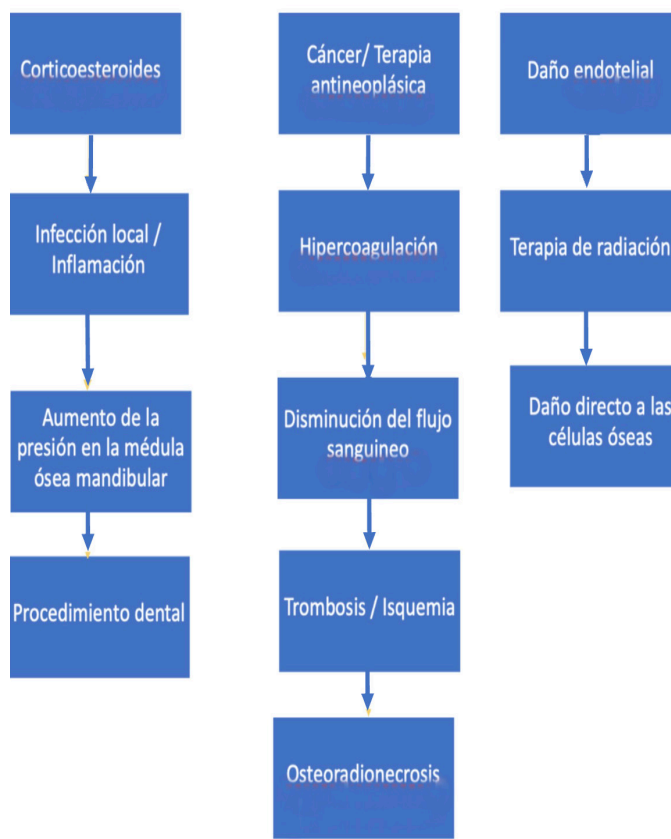 Corticoesteroides
Infección local /
Inflamación
Aumento de la
presión en la médula
ósea mandibular
Procedimiento dental
Cáncer/ Terapia
antineoplásica
Hipercoagulación
Disminución del flujo
sanguineo
Trombosis / Isquemia
Osteoradionecrosis
Daño endotelial
Terapia de radiación
Daño directo a las
células óseas